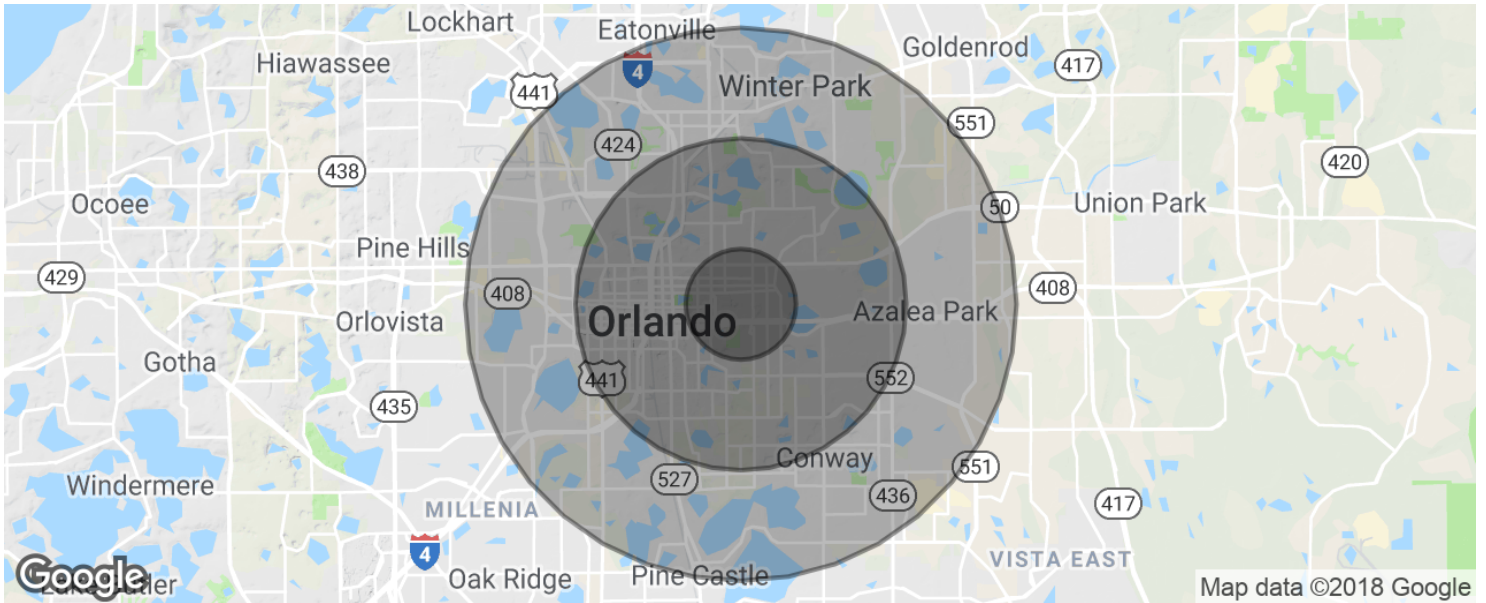 Lockhart
Eatonville
Goldenrod
Hiawassee
4
417
Winter Park
441
551
424
420
438
Ocoee
50
Union Park
Pine Hills
429
408
408
Orlovista
Orlando
Azalea Park
Gotha
441
552
435
Conway
551
527
Windermere
436
MILLENIA
417
4
VISTA EAST
Oak Ridge
Pine Castle
Google
Map data ©2018 Google